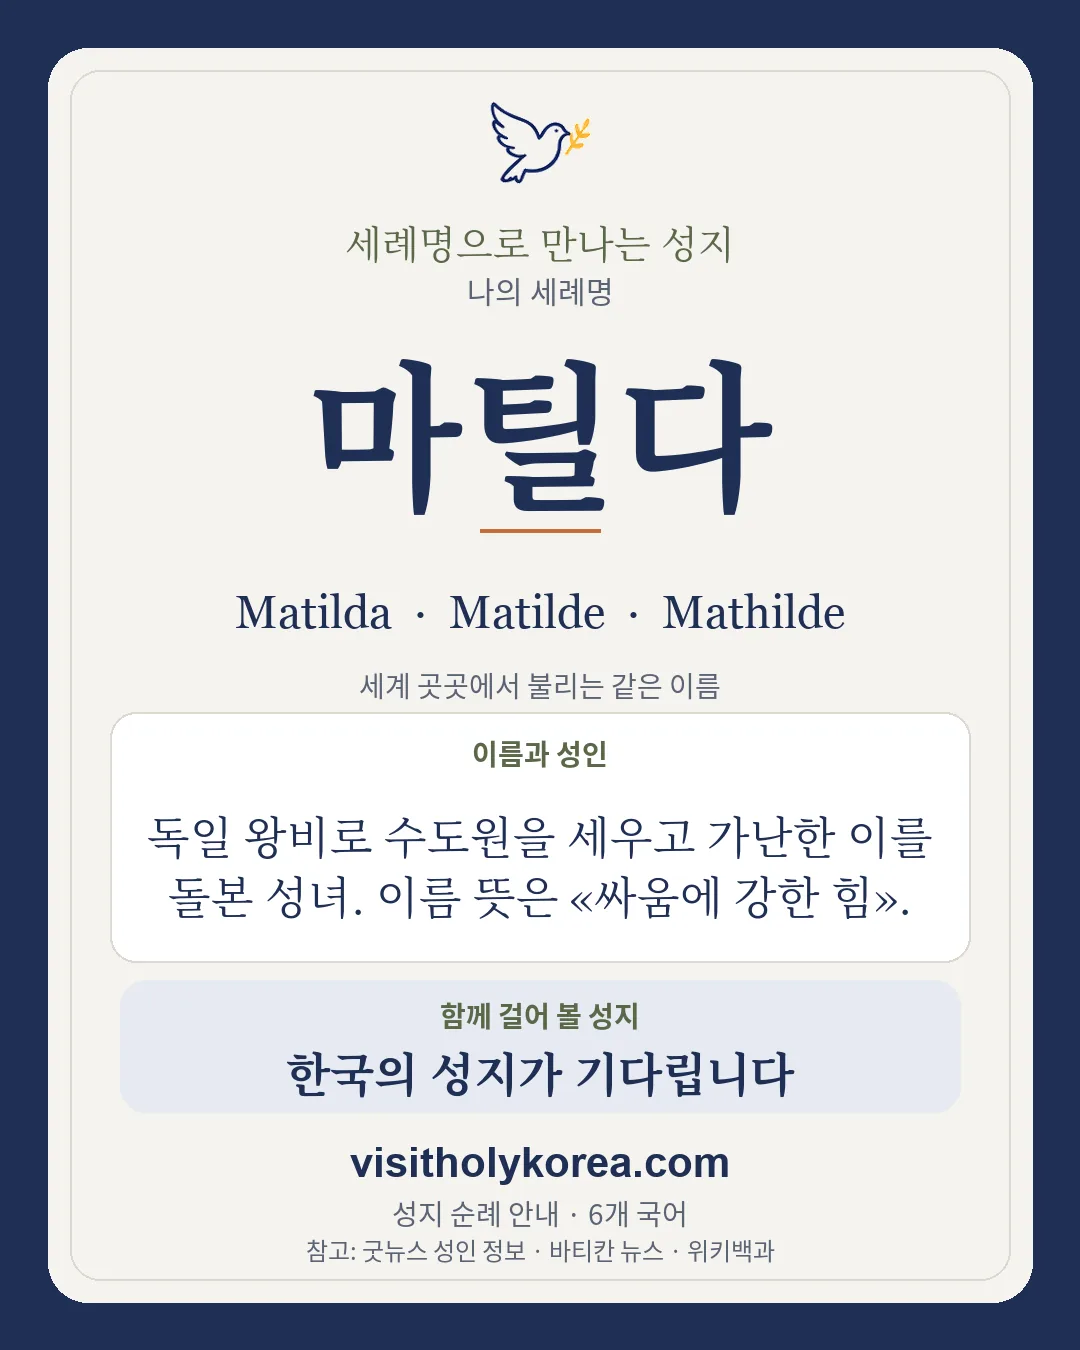 세례명으로 만나는 성지
나의 세례명
마틸다
Matilda · Matilde · Mathilde
세계 곳곳에서 불리는 같은 이름
이름과 성인
독일 왕비로 수도원을 세우고 가난한 이를
돌본 성녀. 이름 뜻은 «싸움에 강한 힘».
함께 걸어 볼 성지
한국의 성지가 기다립니다
visitholykorea.com
성지 순례 안내 · 6개 국어
참고: 굿뉴스 성인 정보 · 바티칸 뉴스 · 위키백과